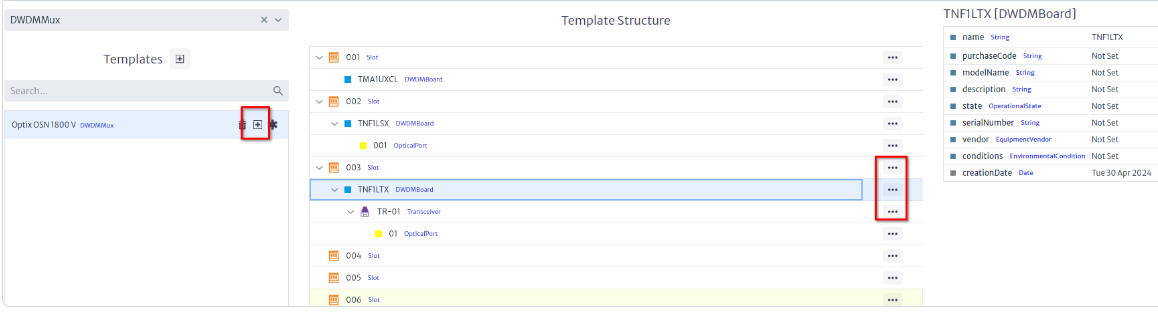 DWDMMux
Templates
Search...
Optix OSN 1800 V DWDMMux
Template Structure
001 Slot
TMA1UXCL DWDMBoard
002 Slot
TNF1LSX DWDMBoard
001 OpticalPort
003 Slot
TNF1LTX DWDMBoard
TR-01 Transceiver
01 OpticalPort
004 Slot
005 Slot
006 Slot
TNF1LTX [DWDMBoard]
name String TNF1LTX
purchaseCode String Not Set
modelName String Not Set
description String Not Set
state OperationalState Not Set
serialNumber String Not Set
vendor EquipmentVendor Not Set
conditions EnvironmentalCondition Not Set
creationDate Date Tue 30 Apr 2024